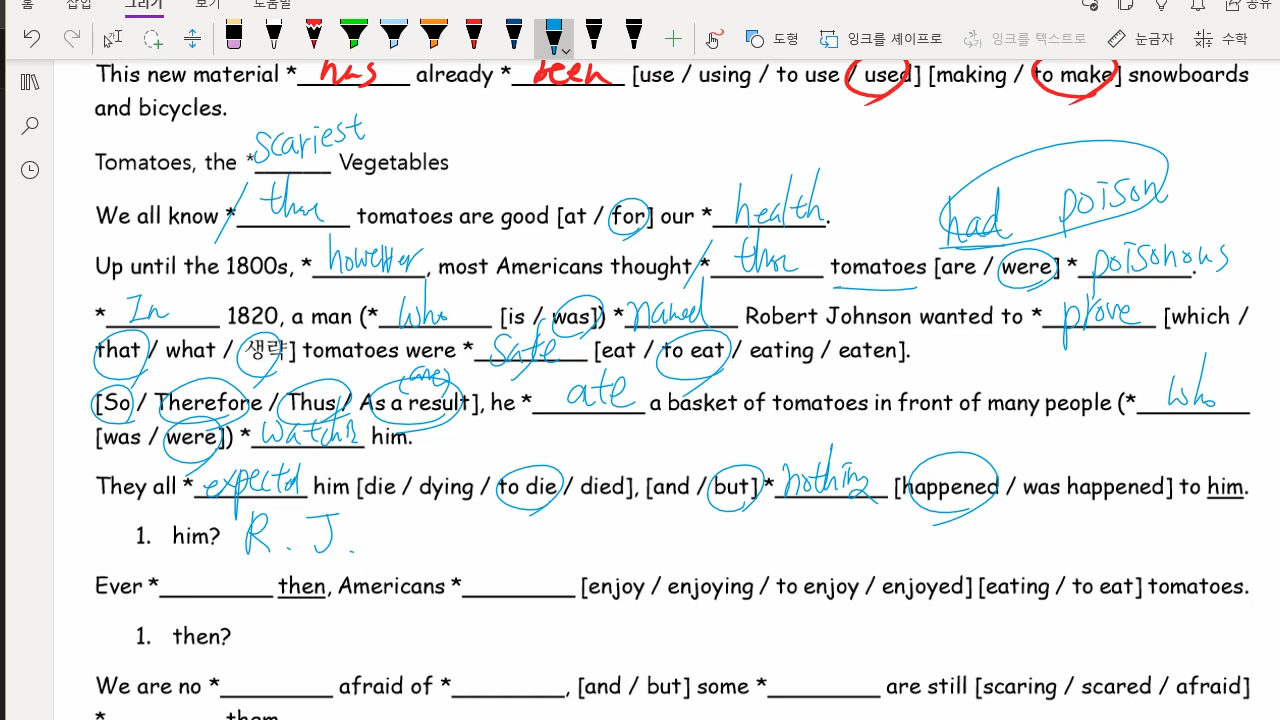 홈 삽입 그리기 보기 도움말 공유
도형 잉크를 셰이프로 잉크를 텍스트로 눈금자 수학
This new material * has already * been [use / using / to use / used] [making / to make] snowboards
and bicycles.
Tomatoes, the * scariest Vegetables
We all know * that tomatoes are good [at / for] our * health.
had poison
Up until the 1800s, * however, most Americans thought * that tomatoes [are / were] * poisonous.
* In 1820, a man (* who [is / was]) * named Robert Johnson wanted to * prove [which /
that / what / 생략] tomatoes were * safe [eat / to eat / eating / eaten].
[So / Therefore / Thus / As a result], he * ate a basket of tomatoes in front of many people (* who
[was / were]) * him.
They all * expected him [die / dying / to die / died], [and / but] * nothing [happened / was happened] to him.
1. him? R. J.
Ever * then, Americans * [enjoy / enjoying / to enjoy / enjoyed] [eating / to eat] tomatoes.
1. then?
We are no * afraid of *, [and / but] some * are still [scaring / scared / afraid]
* them